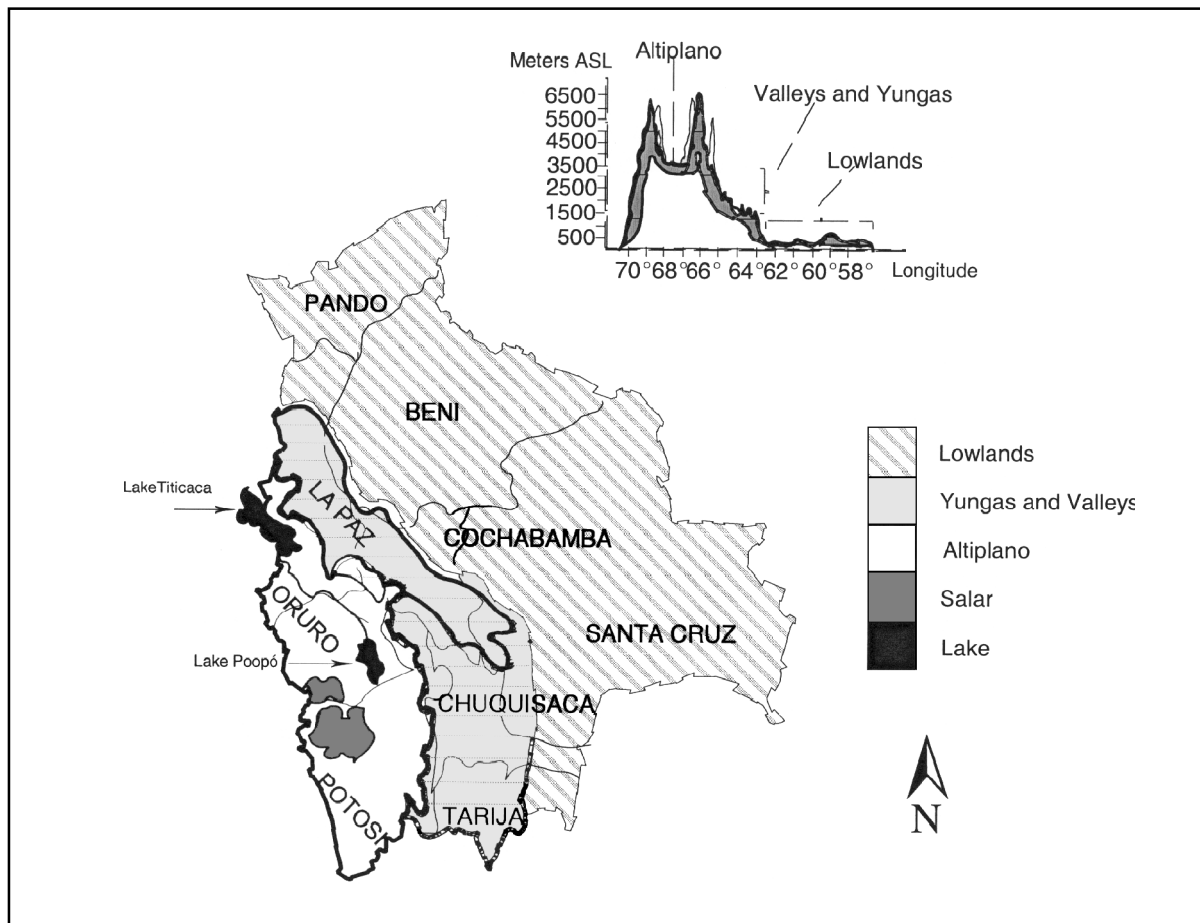 Altiplano
Meters ASL
Valleys and Yungas
6500
5500
4500
3500
2500
1500
500
Lowlands
70° 68° 66° 64° 62° 60° 58° Longitude
PANDO
BENI
LA PAZ
LakeTiticaca
COCHABAMBA
ORURO
SANTA CRUZ
Lake Poopó
CHUQUISACA
POTOSI
TARIJA
Lowlands
Yungas and Valleys
Altiplano
Salar
Lake
N